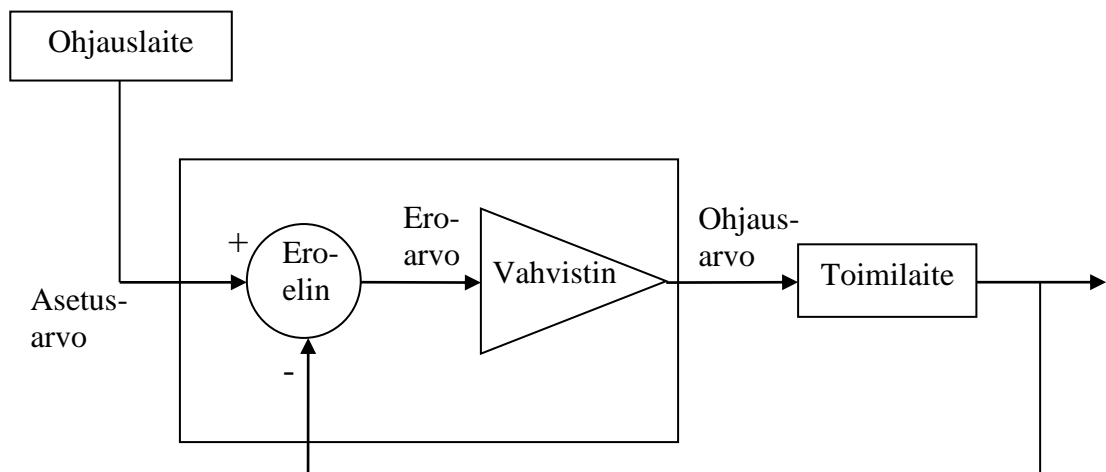 Ohjauslaite
Asetus-
arvo
+
-
Ero-
elin
Ero-
arvo
Vahvistin
Ohjaus-
arvo
Toimilaite